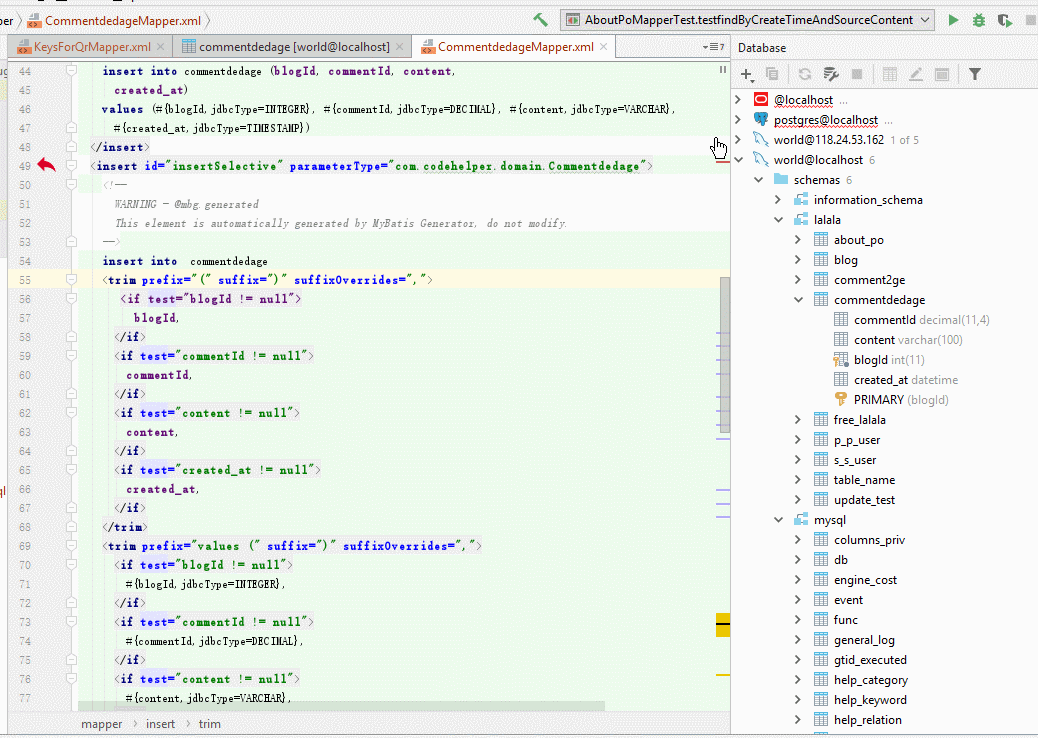 per
CommentdedageMapper.xml
AboutPoMapperTest.testfindByCreateTimeAndSourceContent
KeysForQrMapper.xml
commentdedage [world@localhost]
CommentdedageMapper.xml
7
Database
44 insert into commentdedage (blogId, commentId, content,
45 created_at)
46 values (#{blogId,jdbcType=INTEGER}, #{commentId,jdbcType=DECIMAL}, #{content,jdbcType=VARCHAR},
47 #{created_at,jdbcType=TIMESTAMP})
48 </insert>
49 <insert id="insertSelective" parameterType="com.codehelper.domain.Commentdedage">
50 <!--
51 WARNING - @mbg.generated
52 This element is automatically generated by MyBatis Generator, do not modify.
53 -->
54 insert into  commentdedage
55 <trim prefix="(" suffix=")" suffixOverrides=",">
56 <if test="blogId != null">
57 blogId,
58 </if>
59 <if test="commentId != null">
60 commentId,
61 </if>
62 <if test="content != null">
63 content,
64 </if>
65 <if test="created_at != null">
66 created_at,
67 </if>
68 </trim>
69 <trim prefix="values (" suffix=")" suffixOverrides=",">
70 <if test="blogId != null">
71 #{blogId,jdbcType=INTEGER},
72 </if>
73 <if test="commentId != null">
74 #{commentId,jdbcType=DECIMAL},
75 </if>
76 <if test="content != null">
77 #{content,jdbcType=VARCHAR},
mapper
insert
trim
@localhost ...
postgres@localhost ...
world@118.24.53.162 1 of 5
world@localhost 6
schemas 6
information_schema
lalala
about_po
blog
comment2ge
commentdedage
commentId decimal(11,4)
content varchar(100)
blogId int(11)
created_at datetime
PRIMARY (blogId)
free_lalala
p_p_user
s_s_user
table_name
update_test
mysql
columns_priv
db
engine_cost
event
func
general_log
gtid_executed
help_category
help_keyword
help_relation